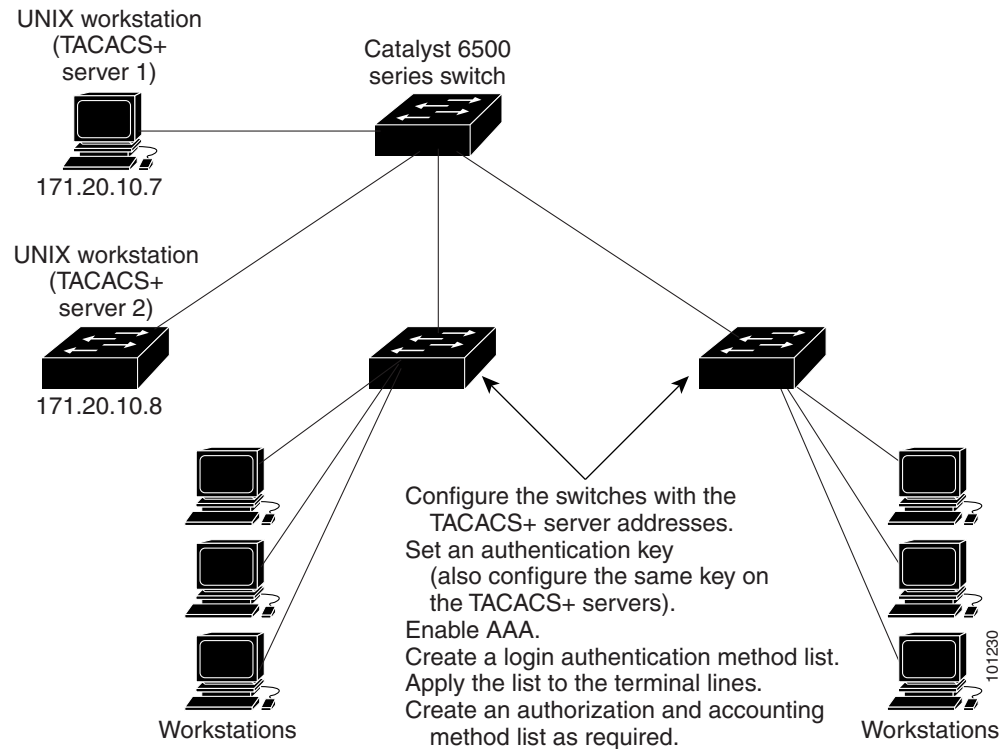 UNIX workstation
(TACACS+
server 1)
Catalyst 6500
series switch
171.20.10.7
UNIX workstation
(TACACS+
server 2)
171.20.10.8
Configure the switches with the
TACACS+ server addresses.
Set an authentication key
(also configure the same key on
the TACACS+ servers).
Enable AAA.
Create a login authentication method list.
Apply the list to the terminal lines.
Create an authorization and accounting
method list as required.
Workstations
Workstations
101230